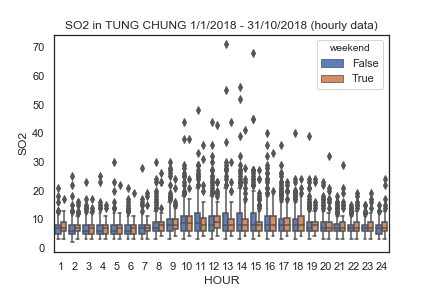 SO2 in TUNG CHUNG 1/1/2018 - 31/10/2018 (hourly data)
weekend
False
True
70
60
50
40
30
20
10
0
SO2
1 2 3 4 5 6 7 8 9 10 11 12 13 14 15 16 17 18 19 20 21 22 23 24
HOUR